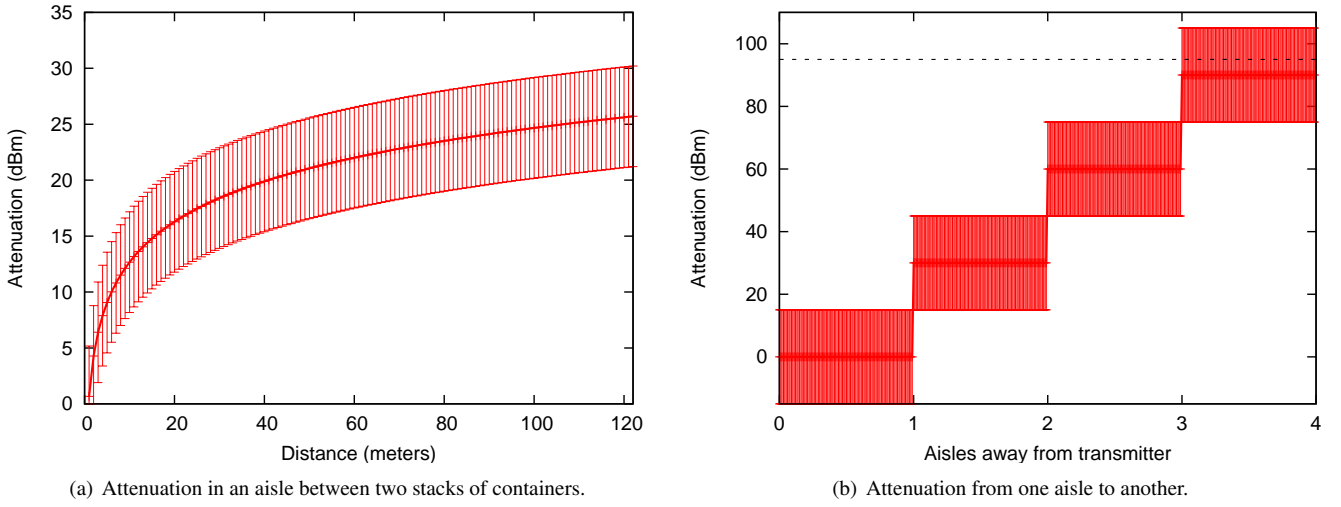 35
30
25
20
15
10
5
0
Attenuation (dBm)
0 20 40 60 80 100 120
Distance (meters)
(a) Attenuation in an aisle between two stacks of containers.
100
80
60
40
20
0
Attenuation (dBm)
0 1 2 3 4
Aisles away from transmitter
(b) Attenuation from one aisle to another.